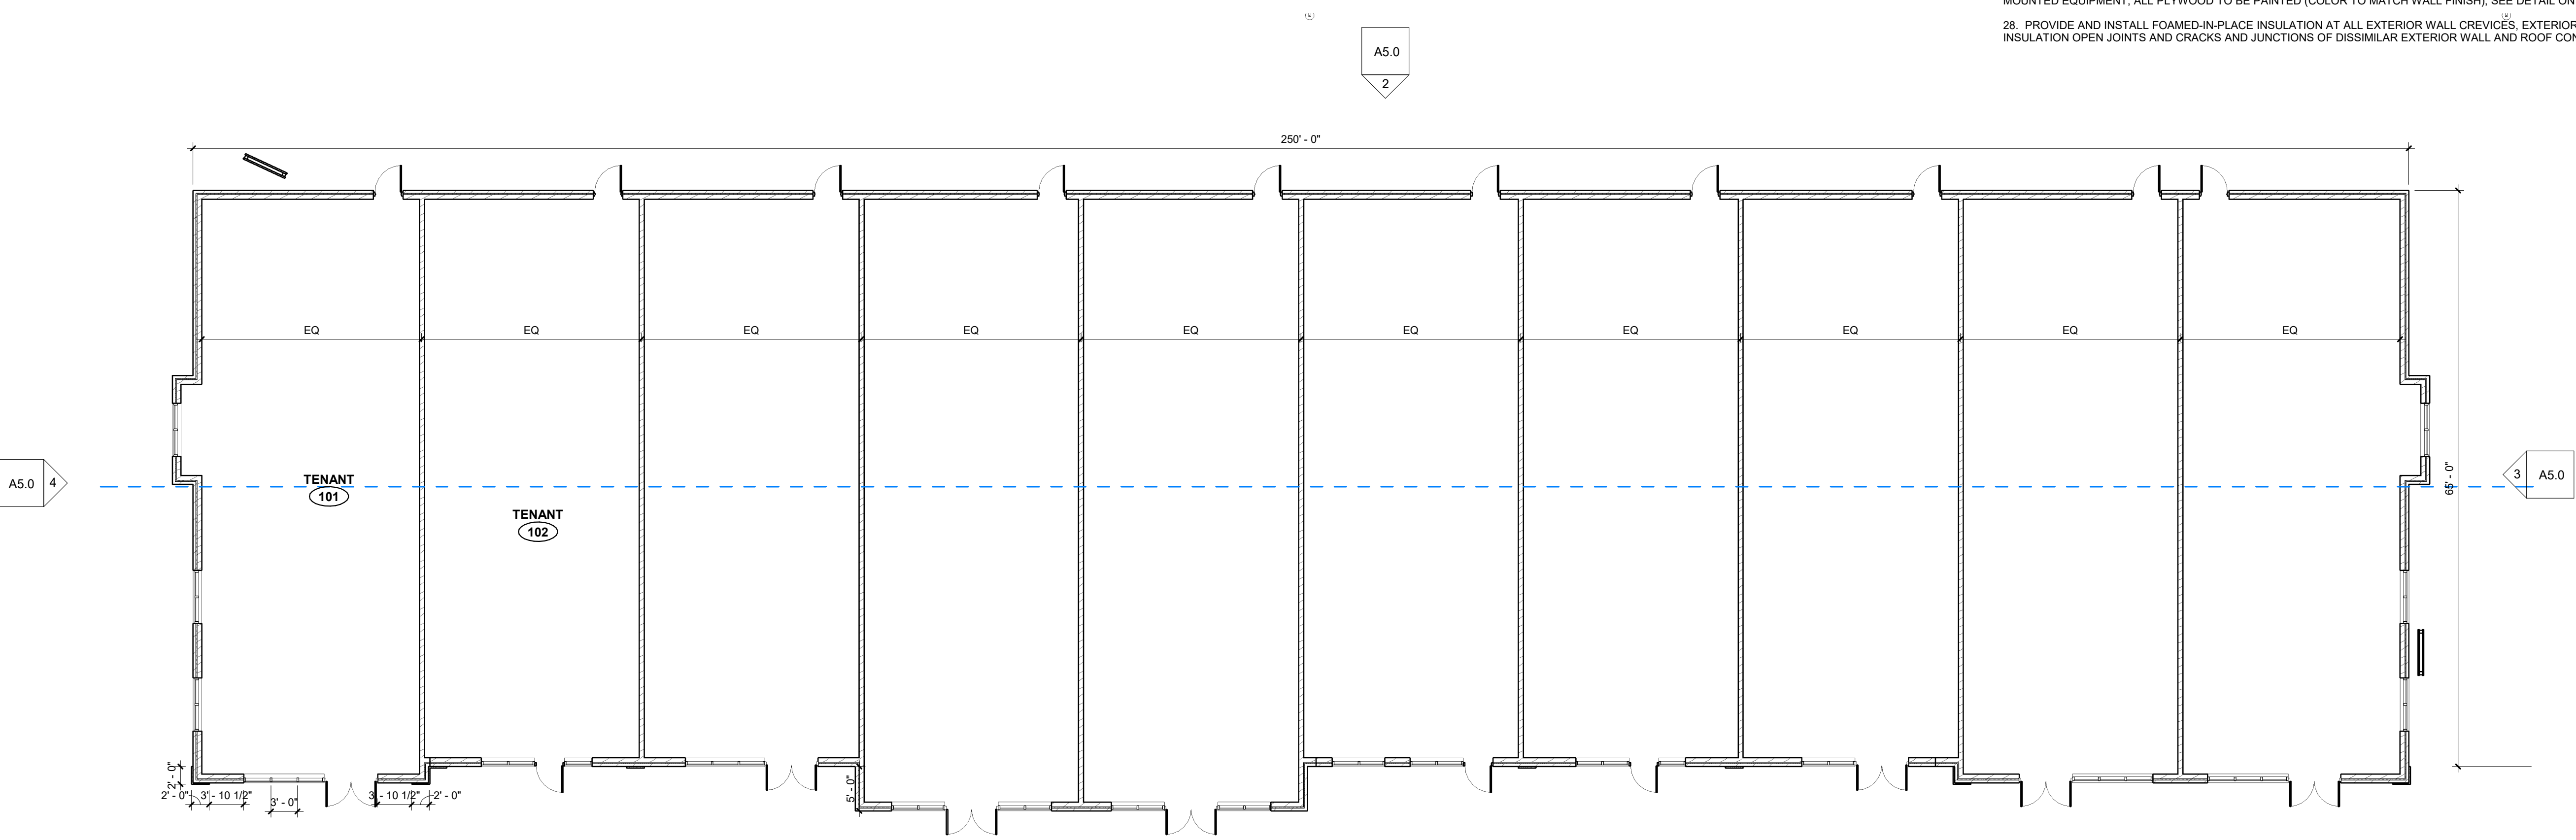 MOUNTED EQUIPMENT, ALL PLYWOOD TO BE PAINTED (COLOR TO MATCH WALL FINISH), SEE DETAIL ON
28. PROVIDE AND INSTALL FOAMED-IN-PLACE INSULATION AT ALL EXTERIOR WALL CREVICES, EXTERIOR
INSULATION OPEN JOINTS AND CRACKS AND JUNCTIONS OF DISSIMILAR EXTERIOR WALL AND ROOF CON
A5.0
2
250' - 0"
EQ EQ EQ EQ EQ EQ EQ EQ EQ EQ
A5.0 4
TENANT
101
TENANT
102
65' - 0"
3 A5.0
2' - 0"
2' - 0" 3' - 10 1/2" 3' - 0" 3' - 10 1/2" 2' - 0"
5' - 0"